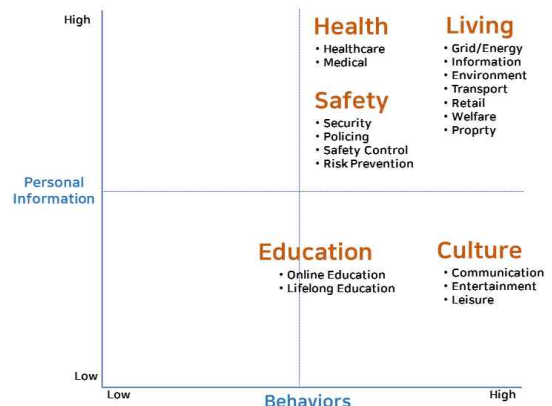 High
Health
• Healthcare
• Medical
Living
• Grid/Energy
• Information
• Environment
• Transport
• Retail
• Welfare
• Proprty
Safety
• Security
• Policing
• Safety Control
• Risk Prevention
Personal
Information
Education
• Online Education
• Lifelong Education
Culture
• Communication
• Entertainment
• Leisure
Low
Low
High
Behaviors